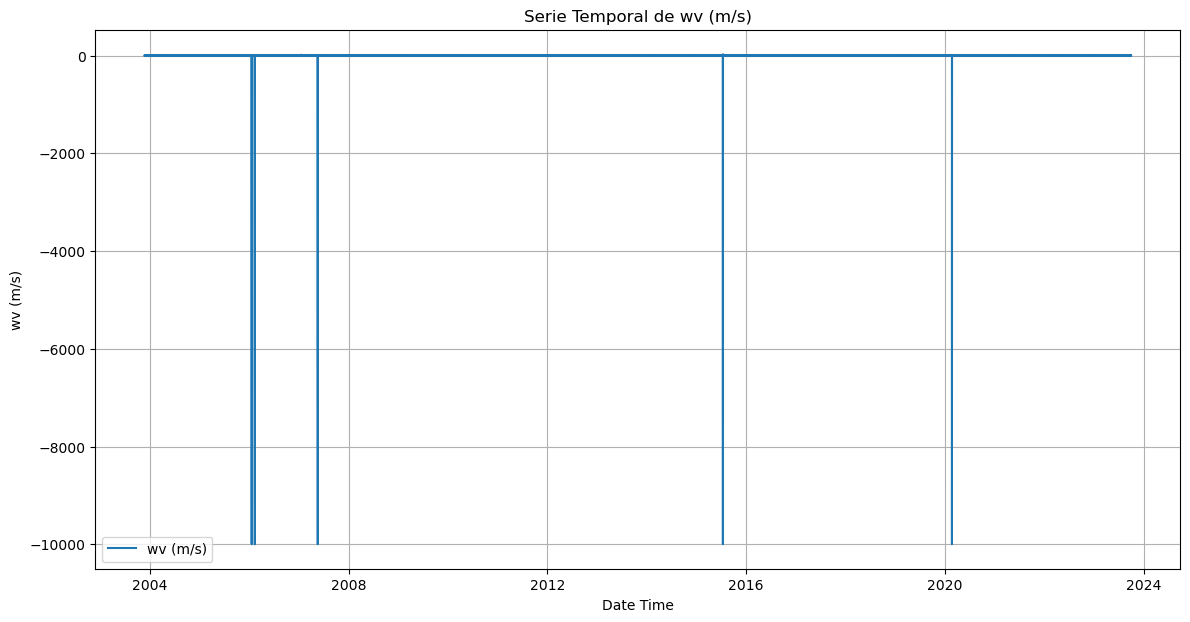 Serie Temporal de wv (m/s)
0
−2000
−4000
−6000
−8000
−10000
wv (m/s)
wv (m/s)
2004 2008 2012 2016 2020 2024
Date Time